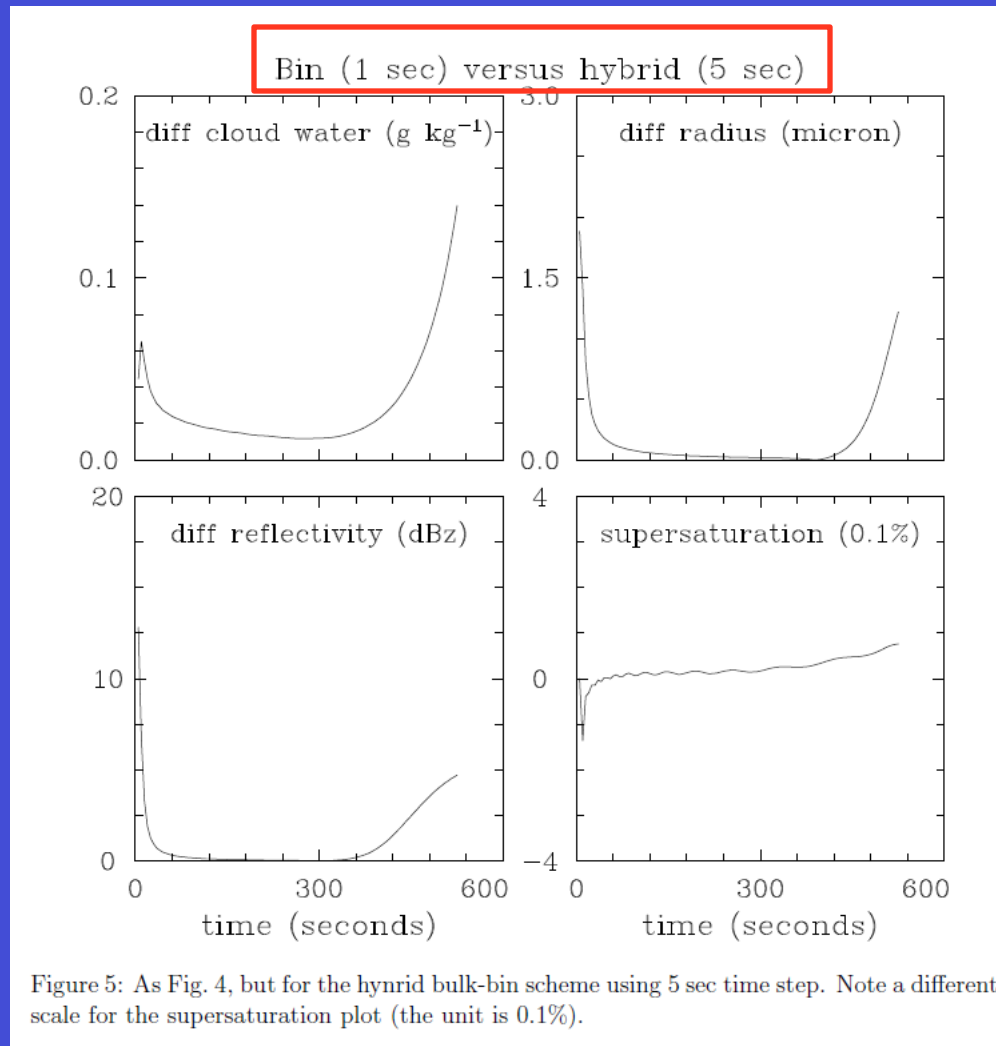 Bin (1 sec) versus hybrid (5 sec)
0.2
diff cloud water (g kg⁻¹)
0.1
0.0
3.0
diff radius (micron)
1.5
0.0
20
diff reflectivity (dBz)
10
0
0
300
600
time (seconds)
4
supersaturation (0.1%)
0
−4
0
300
600
time (seconds)
Figure 5: As Fig. 4, but for the hynrid bulk-bin scheme using 5 sec time step. Note a different
scale for the supersaturation plot (the unit is 0.1%).